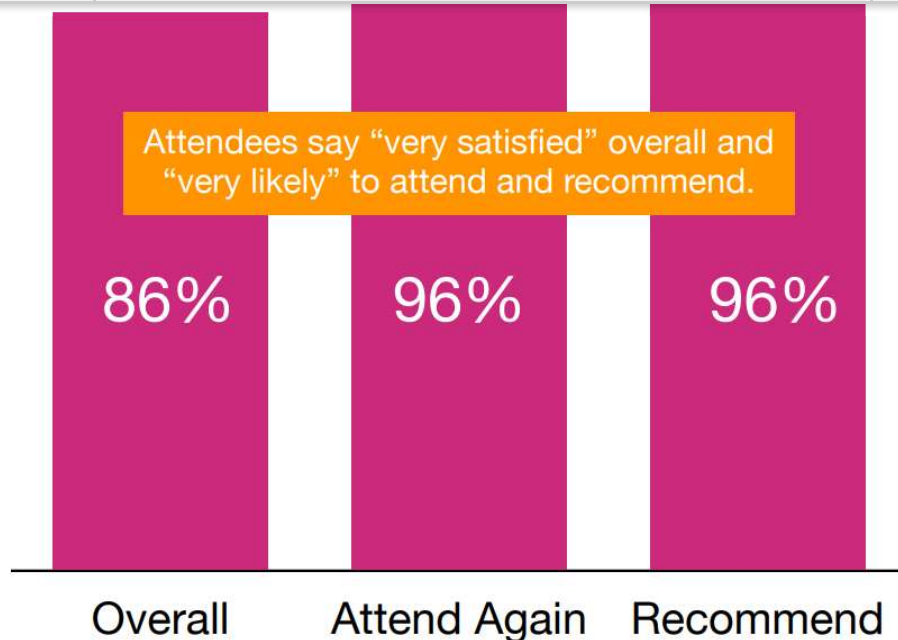 Attendees say “very satisfied” overall and
“very likely” to attend and recommend.
86%
96%
96%
Overall
Attend Again
Recommend